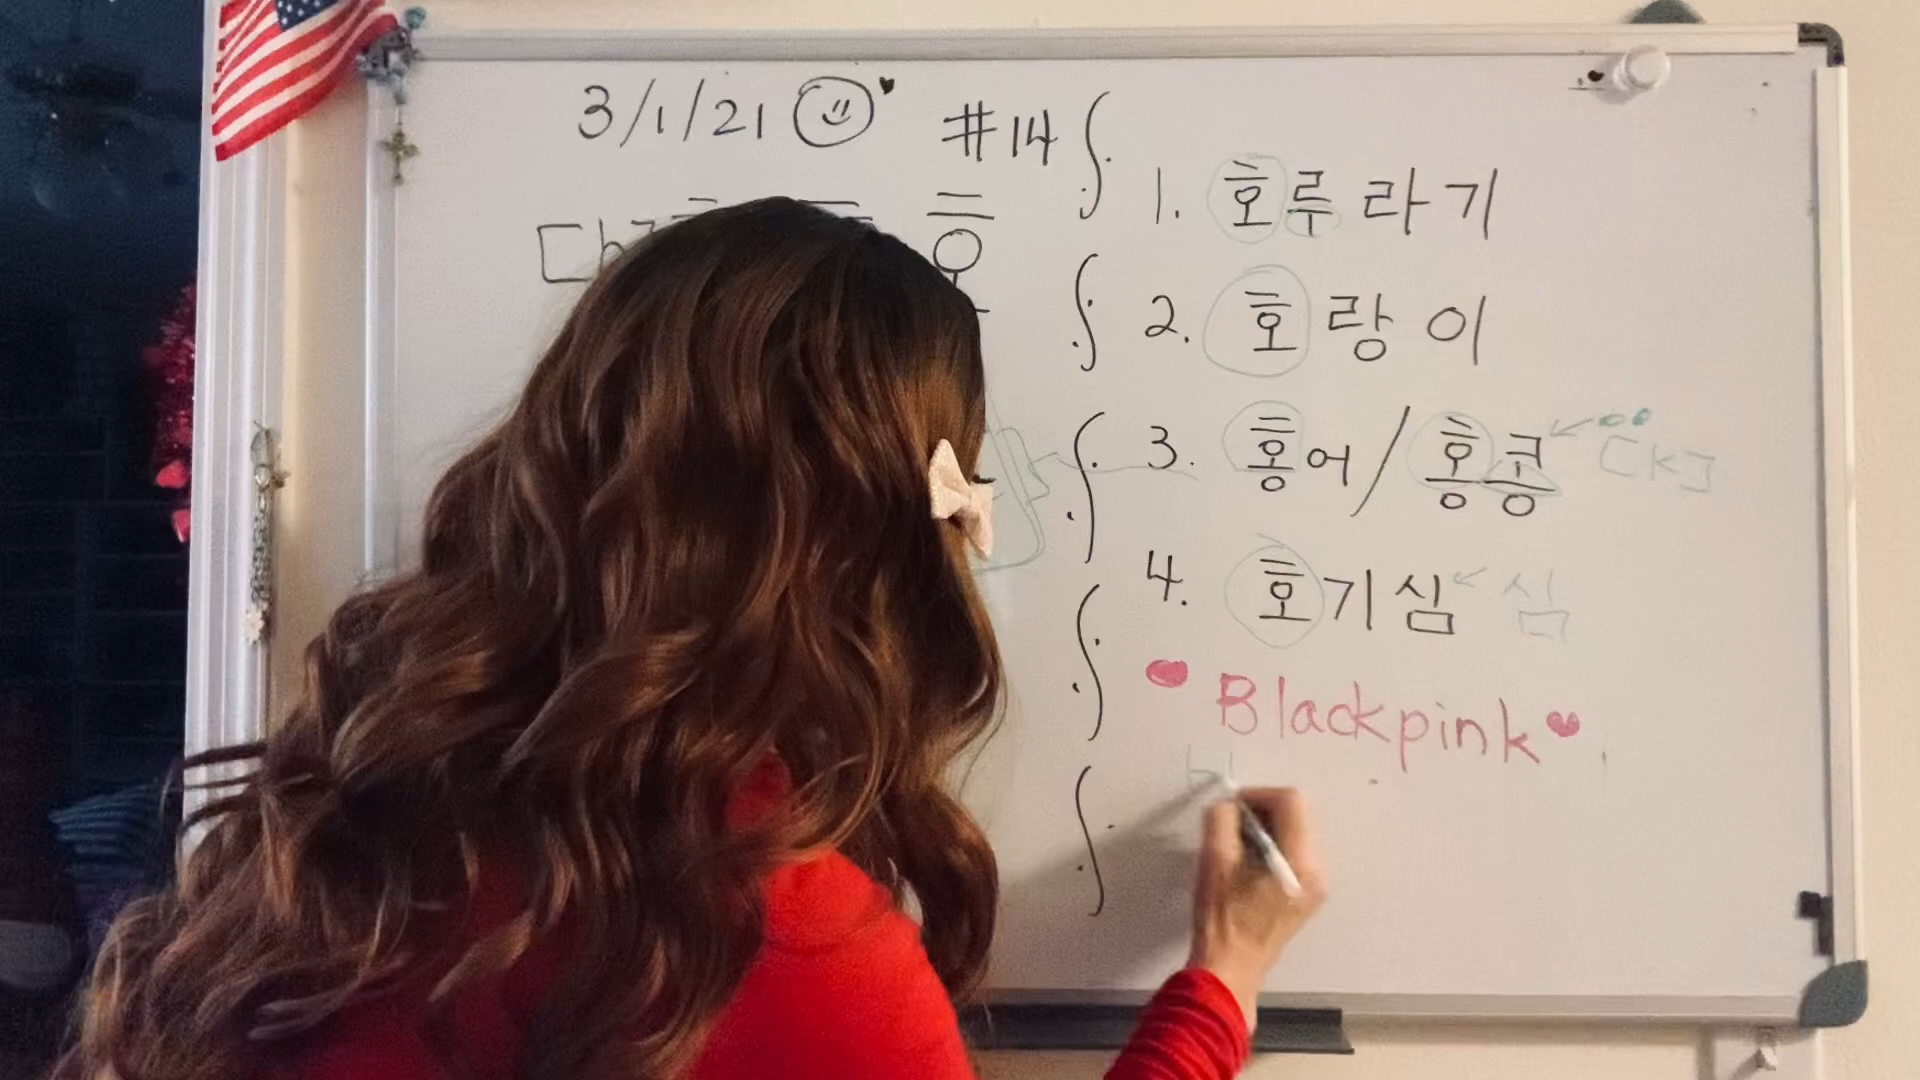 3/1/21 #14
호
1. 호루라기
2. 호랑이
3. 홍어/홍콩 ← [k]
4. 호기심 ← 심
Blackpink